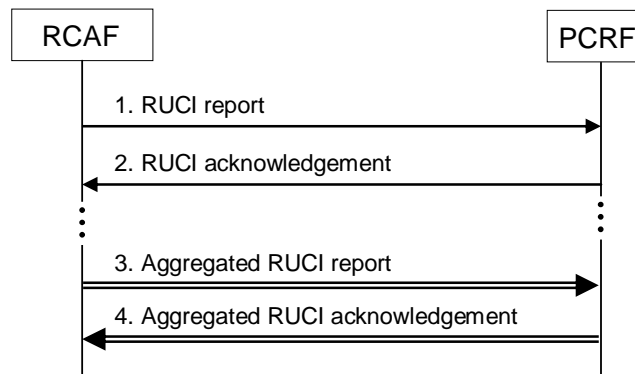 RCAF
PCRF
1. RUCI report
2. RUCI acknowledgement
3. Aggregated RUCI report
4. Aggregated RUCI acknowledgement